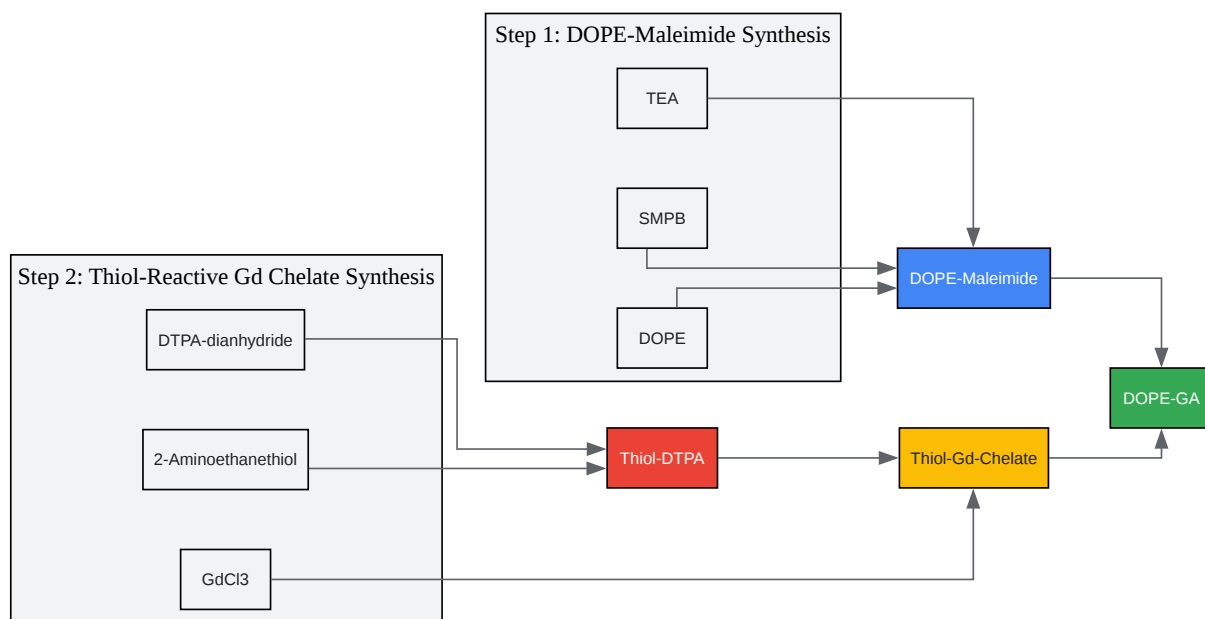 Step 1: DOPE-Maleimide Synthesis
TEA
SMPB
DOPE
DOPE-Maleimide
Step 2: Thiol-Reactive Gd Chelate Synthesis
DTPA-dianhydride
2-Aminoethanethiol
GdCl3
Thiol-DTPA
Thiol-Gd-Chelate
DOPE-GA